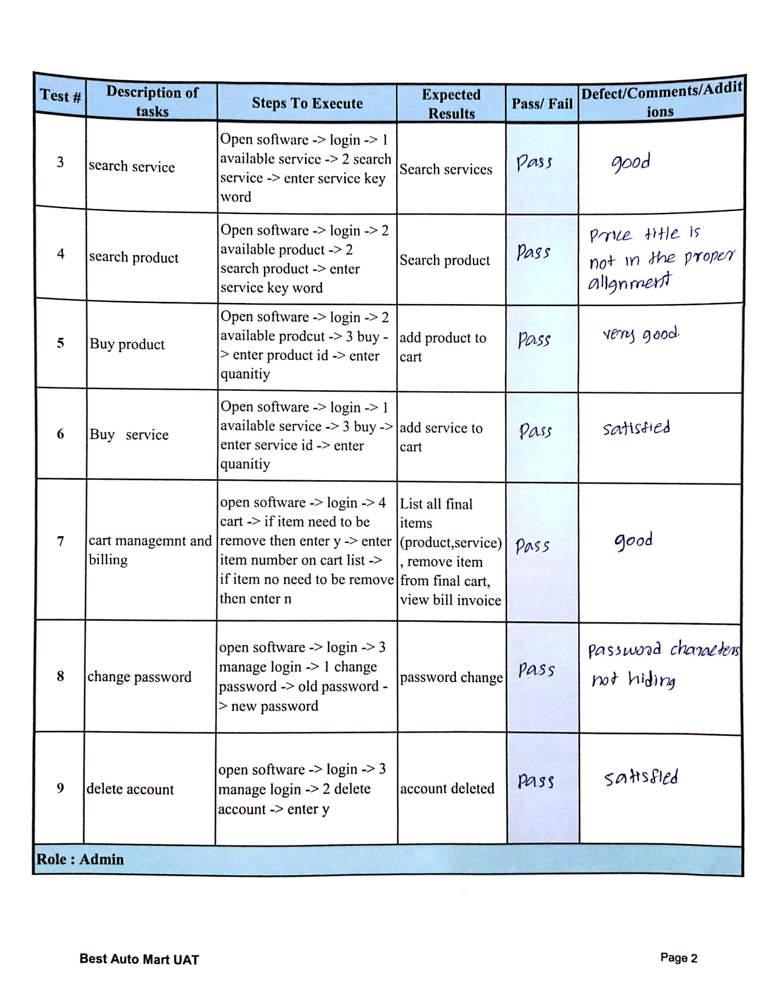 Test #
Description of
tasks
Steps To Execute
Expected
Results
Pass/ Fail
Defect/Comments/Addit
ions
3
search service
Open software -> login -> 1
available service -> 2 search
service -> enter service key
word
Search services
Pass
good
4
search product
Open software -> login -> 2
available product -> 2
search product -> enter
service key word
Search product
Pass
Price title is
not in the proper
allgnment
5
Buy product
Open software -> login -> 2
available prodcut -> 3 buy -
> enter product id -> enter
quanitiy
add product to
cart
Pass
very good.
6
Buy service
Open software -> login -> 1
available service -> 3 buy ->
enter service id -> enter
quanitiy
add service to
cart
Pass
satisfied
7
cart managemnt and
billing
open software -> login -> 4
cart -> if item need to be
remove then enter y -> enter
item number on cart list ->
if item no need to be remove
then enter n
List all final
items
(product,service)
, remove item
from final cart,
view bill invoice
Pass
good
8
change password
open software -> login -> 3
manage login -> 1 change
password -> old password -
> new password
password change
Pass
Password characters
not hiding
9
delete account
open software -> login -> 3
manage login -> 2 delete
account -> enter y
account deleted
Pass
satisfied
Role : Admin
Best Auto Mart UAT
Page 2